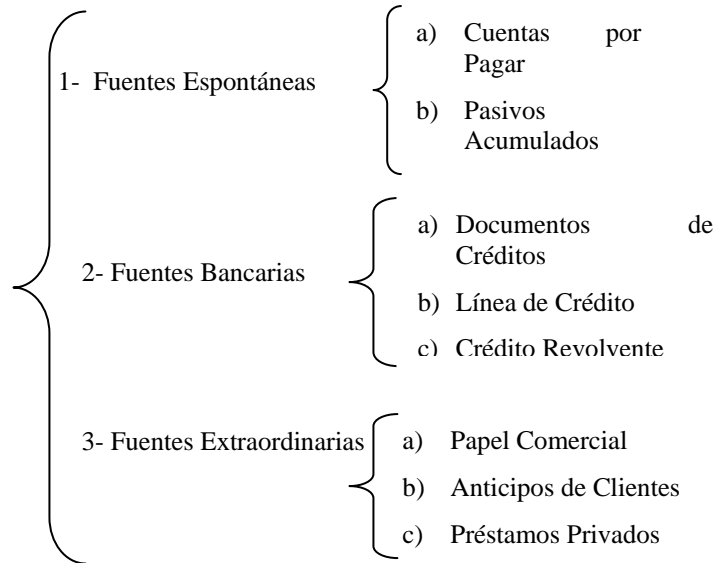 1- Fuentes Espontáneas
a) Cuentas por
Pagar
b) Pasivos
Acumulados
2- Fuentes Bancarias
a) Documentos de
Créditos
b) Línea de Crédito
c) Crédito Revolvente
3- Fuentes Extraordinarias
a) Papel Comercial
b) Anticipos de Clientes
c) Préstamos Privados